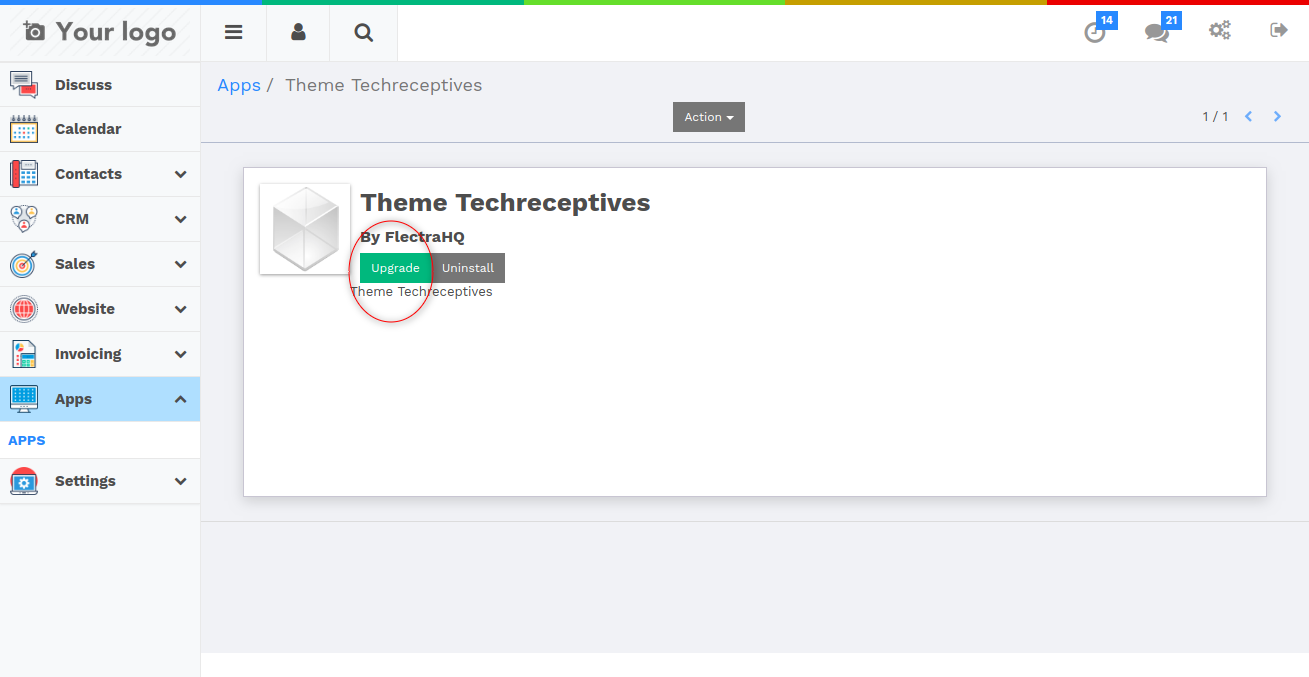 Your logo
14
21
Discuss
Calendar
Contacts
CRM
Sales
Website
Invoicing
Apps
APPS
Settings
Apps / Theme Techreceptives
Action
1 / 1
Theme Techreceptives
By FlectraHQ
Upgrade Uninstall
Theme Techreceptives